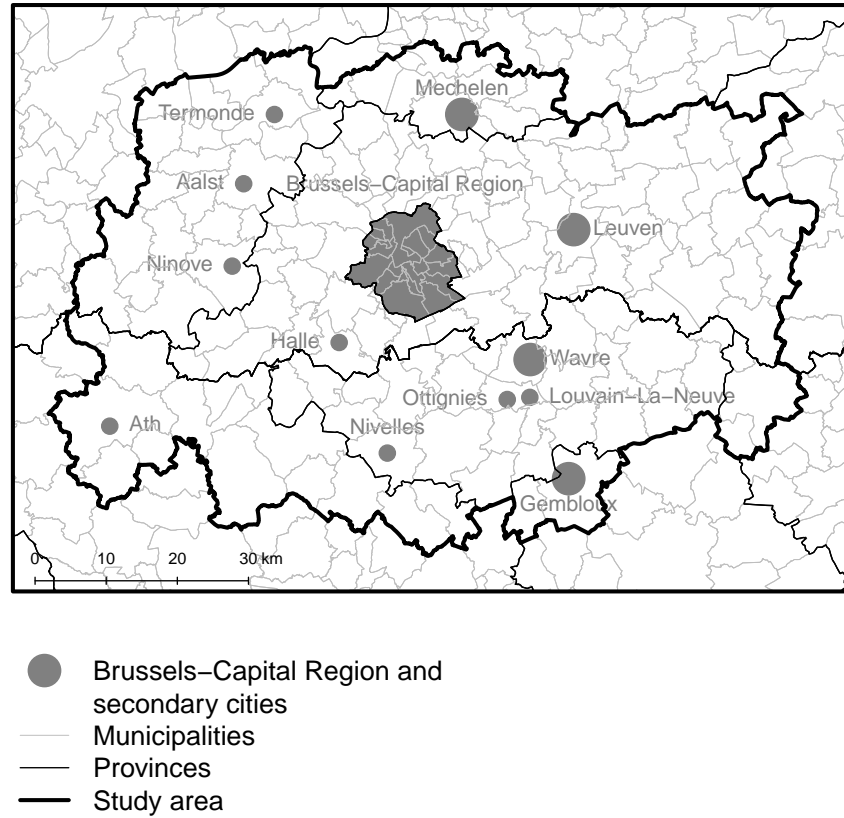 Mechelen
Termonde
Aalst
Brussels−Capital Region
Leuven
Ninove
Halle
Wavre
Ottignies
Louvain−La−Neuve
Ath
Nivelles
Gembloux
0 10 20 30 km
Brussels−Capital Region and
secondary cities
Municipalities
Provinces
Study area